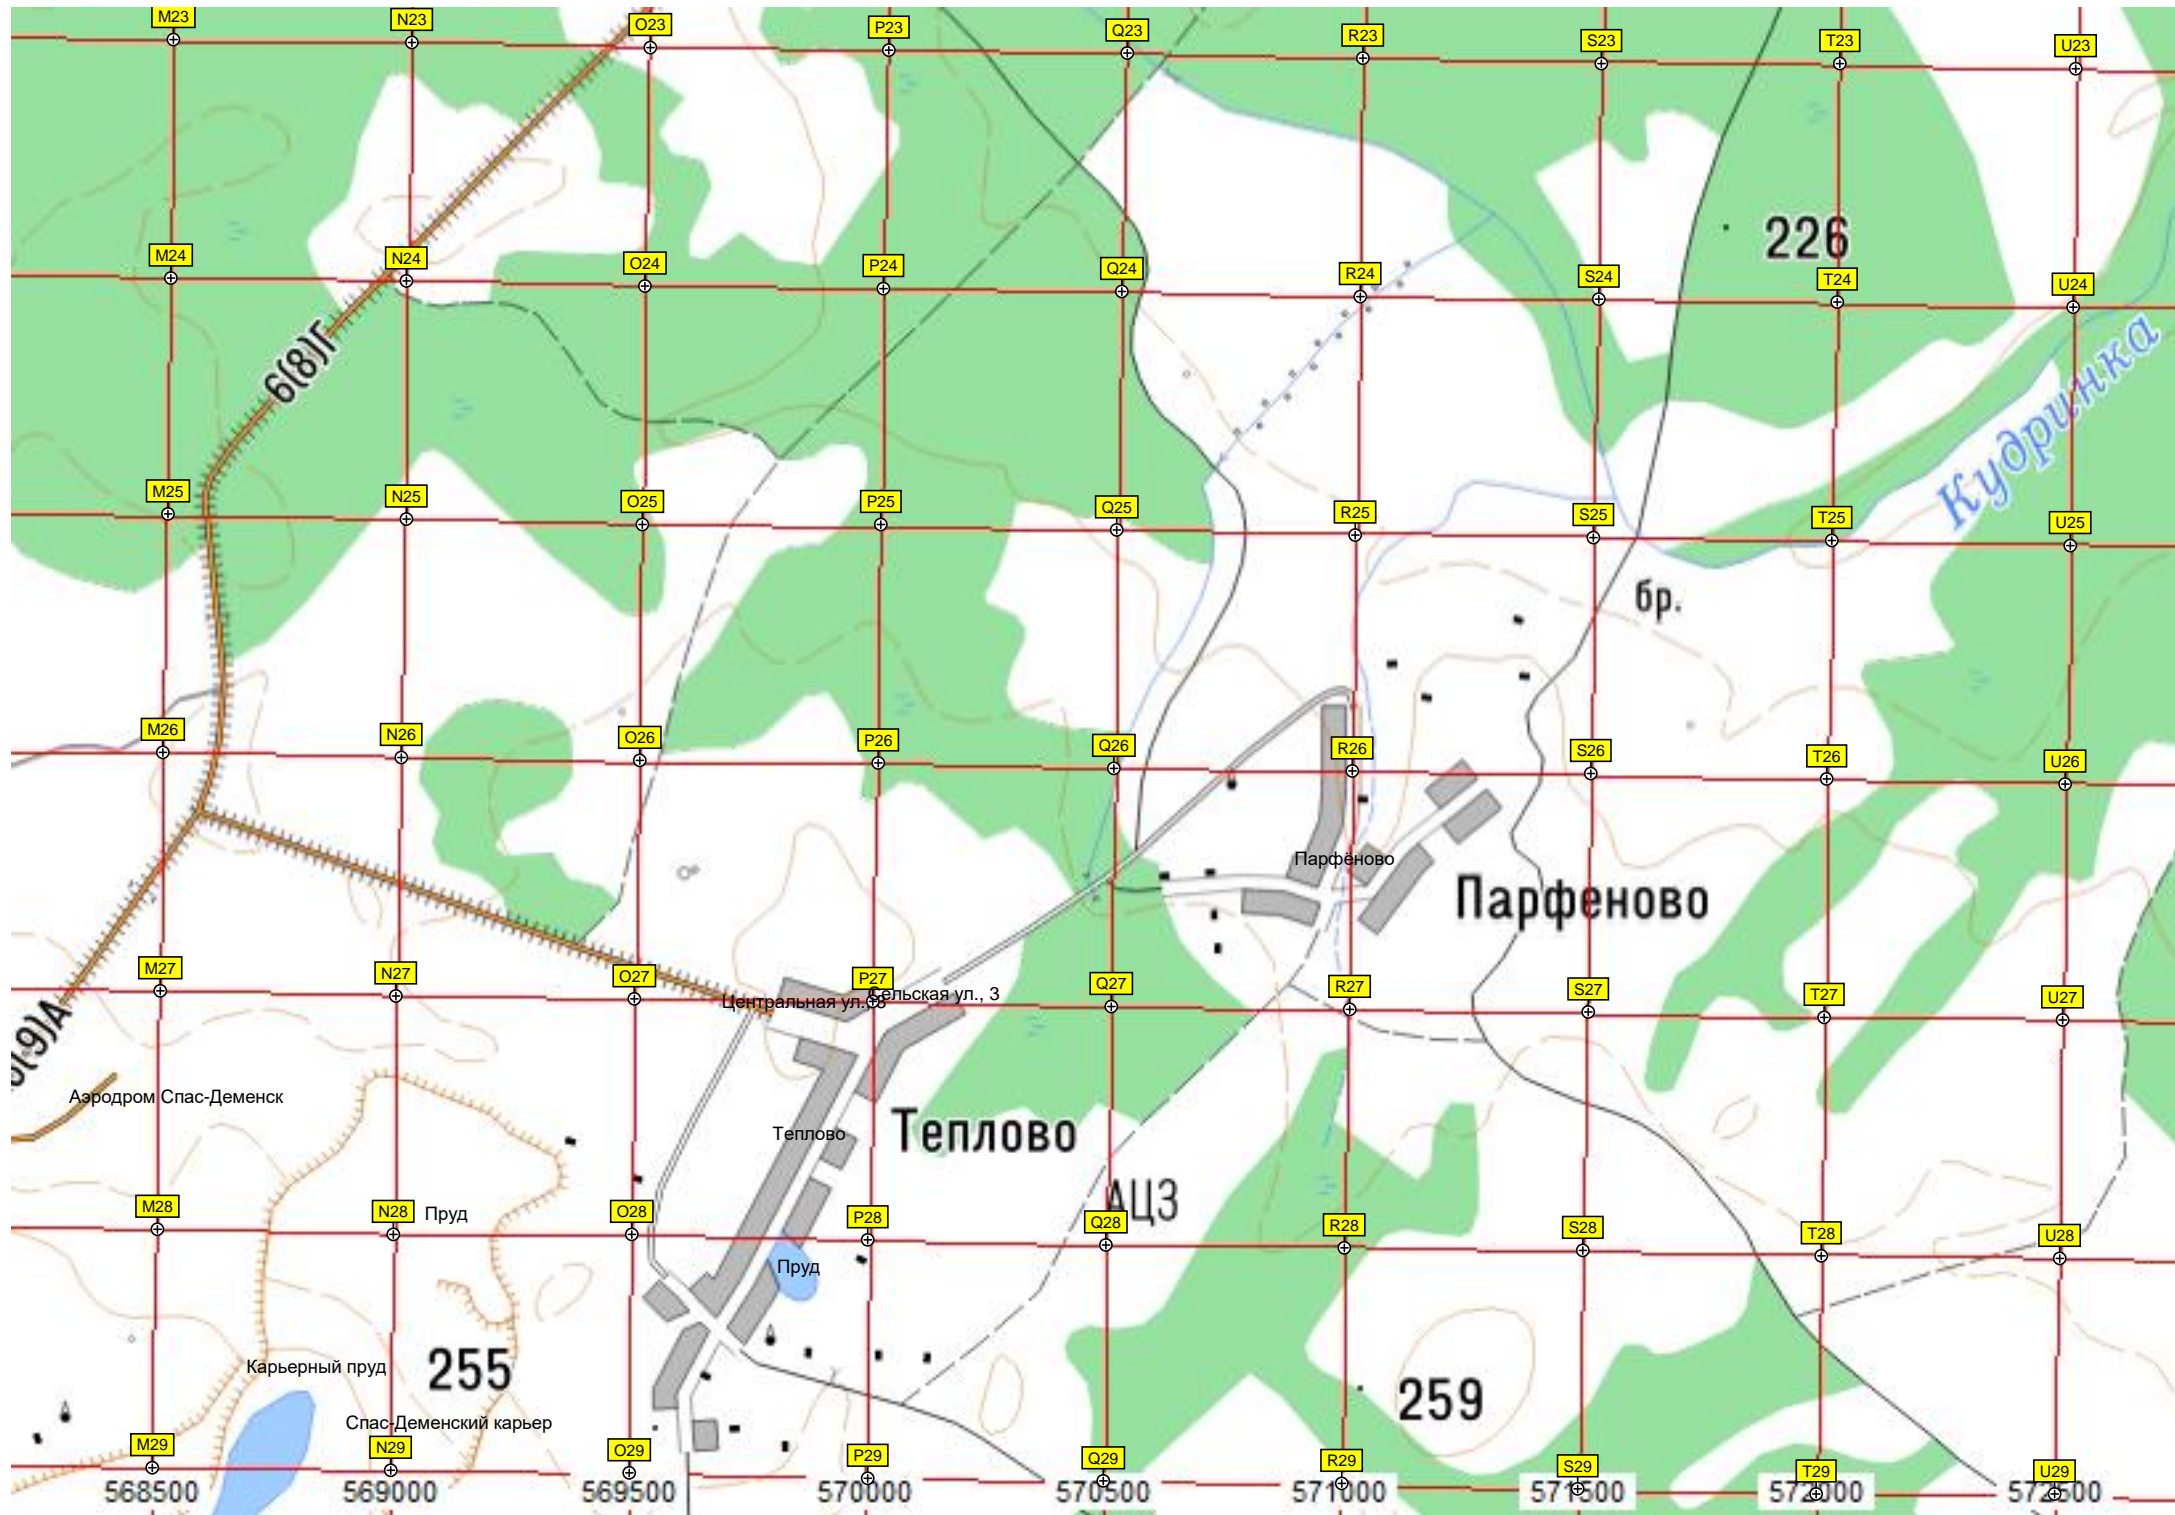 M23 N23 O23 P23 Q23 R23 S23 T23 U23
226
M24 N24 O24 P24 Q24 R24 S24 T24 U24
6(8)Г
Кудринка
M25 N25 O25 P25 Q25 R25 S25 T25 U25
бр.
M26 N26 O26 P26 Q26 R26 S26 T26 U26
Парфёново
Парфеново
M27 N27 O27 P27 Q27 R27 S27 T27 U27
Центральная ул.,
Сельская ул., 3
(9)А
Аэродром Спас-Деменск
Теплово
Теплово
АЦЗ
M28 N28 O28 P28 Q28 R28 S28 T28 U28
Пруд
Пруд
Карьерный пруд
255
259
Спас-Деменский карьер
M29 N29 O29 P29 Q29 R29 S29 T29 U29
568500 569000 569500 570000 570500 571000 571500 572000 572500